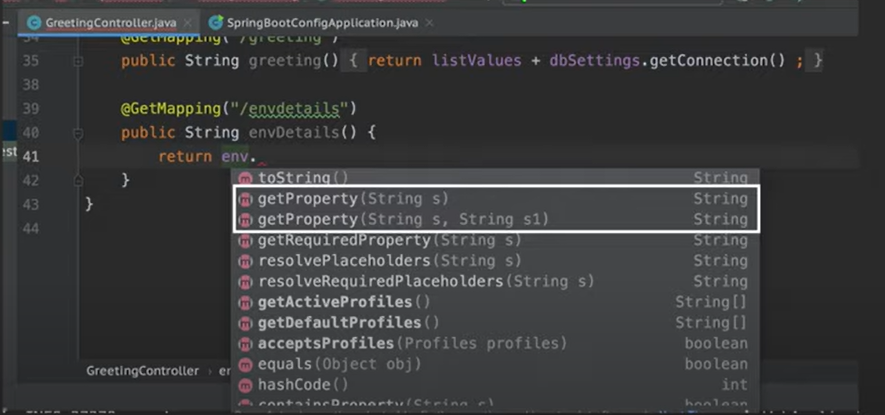 GreetingController.java × SpringBootConfigApplication.java ×
34 @GetMapping("/greeting")
35 public String greeting() { return listValues + dbSettings.getConnection() ; }
38
39 @GetMapping("/envdetails")
40 public String envDetails() {
41 return env.
42 }
43 }
44
toString() String
getProperty(String s) String
getProperty(String s, String s1) String
getRequiredProperty(String s) String
resolvePlaceholders(String s) String
resolveRequiredPlaceholders(String s) String
getActiveProfiles() String[]
getDefaultProfiles() String[]
acceptsProfiles(Profiles profiles) boolean
equals(Object obj) boolean
hashCode() int
containsProperty(String s) boolean
GreetingController ›